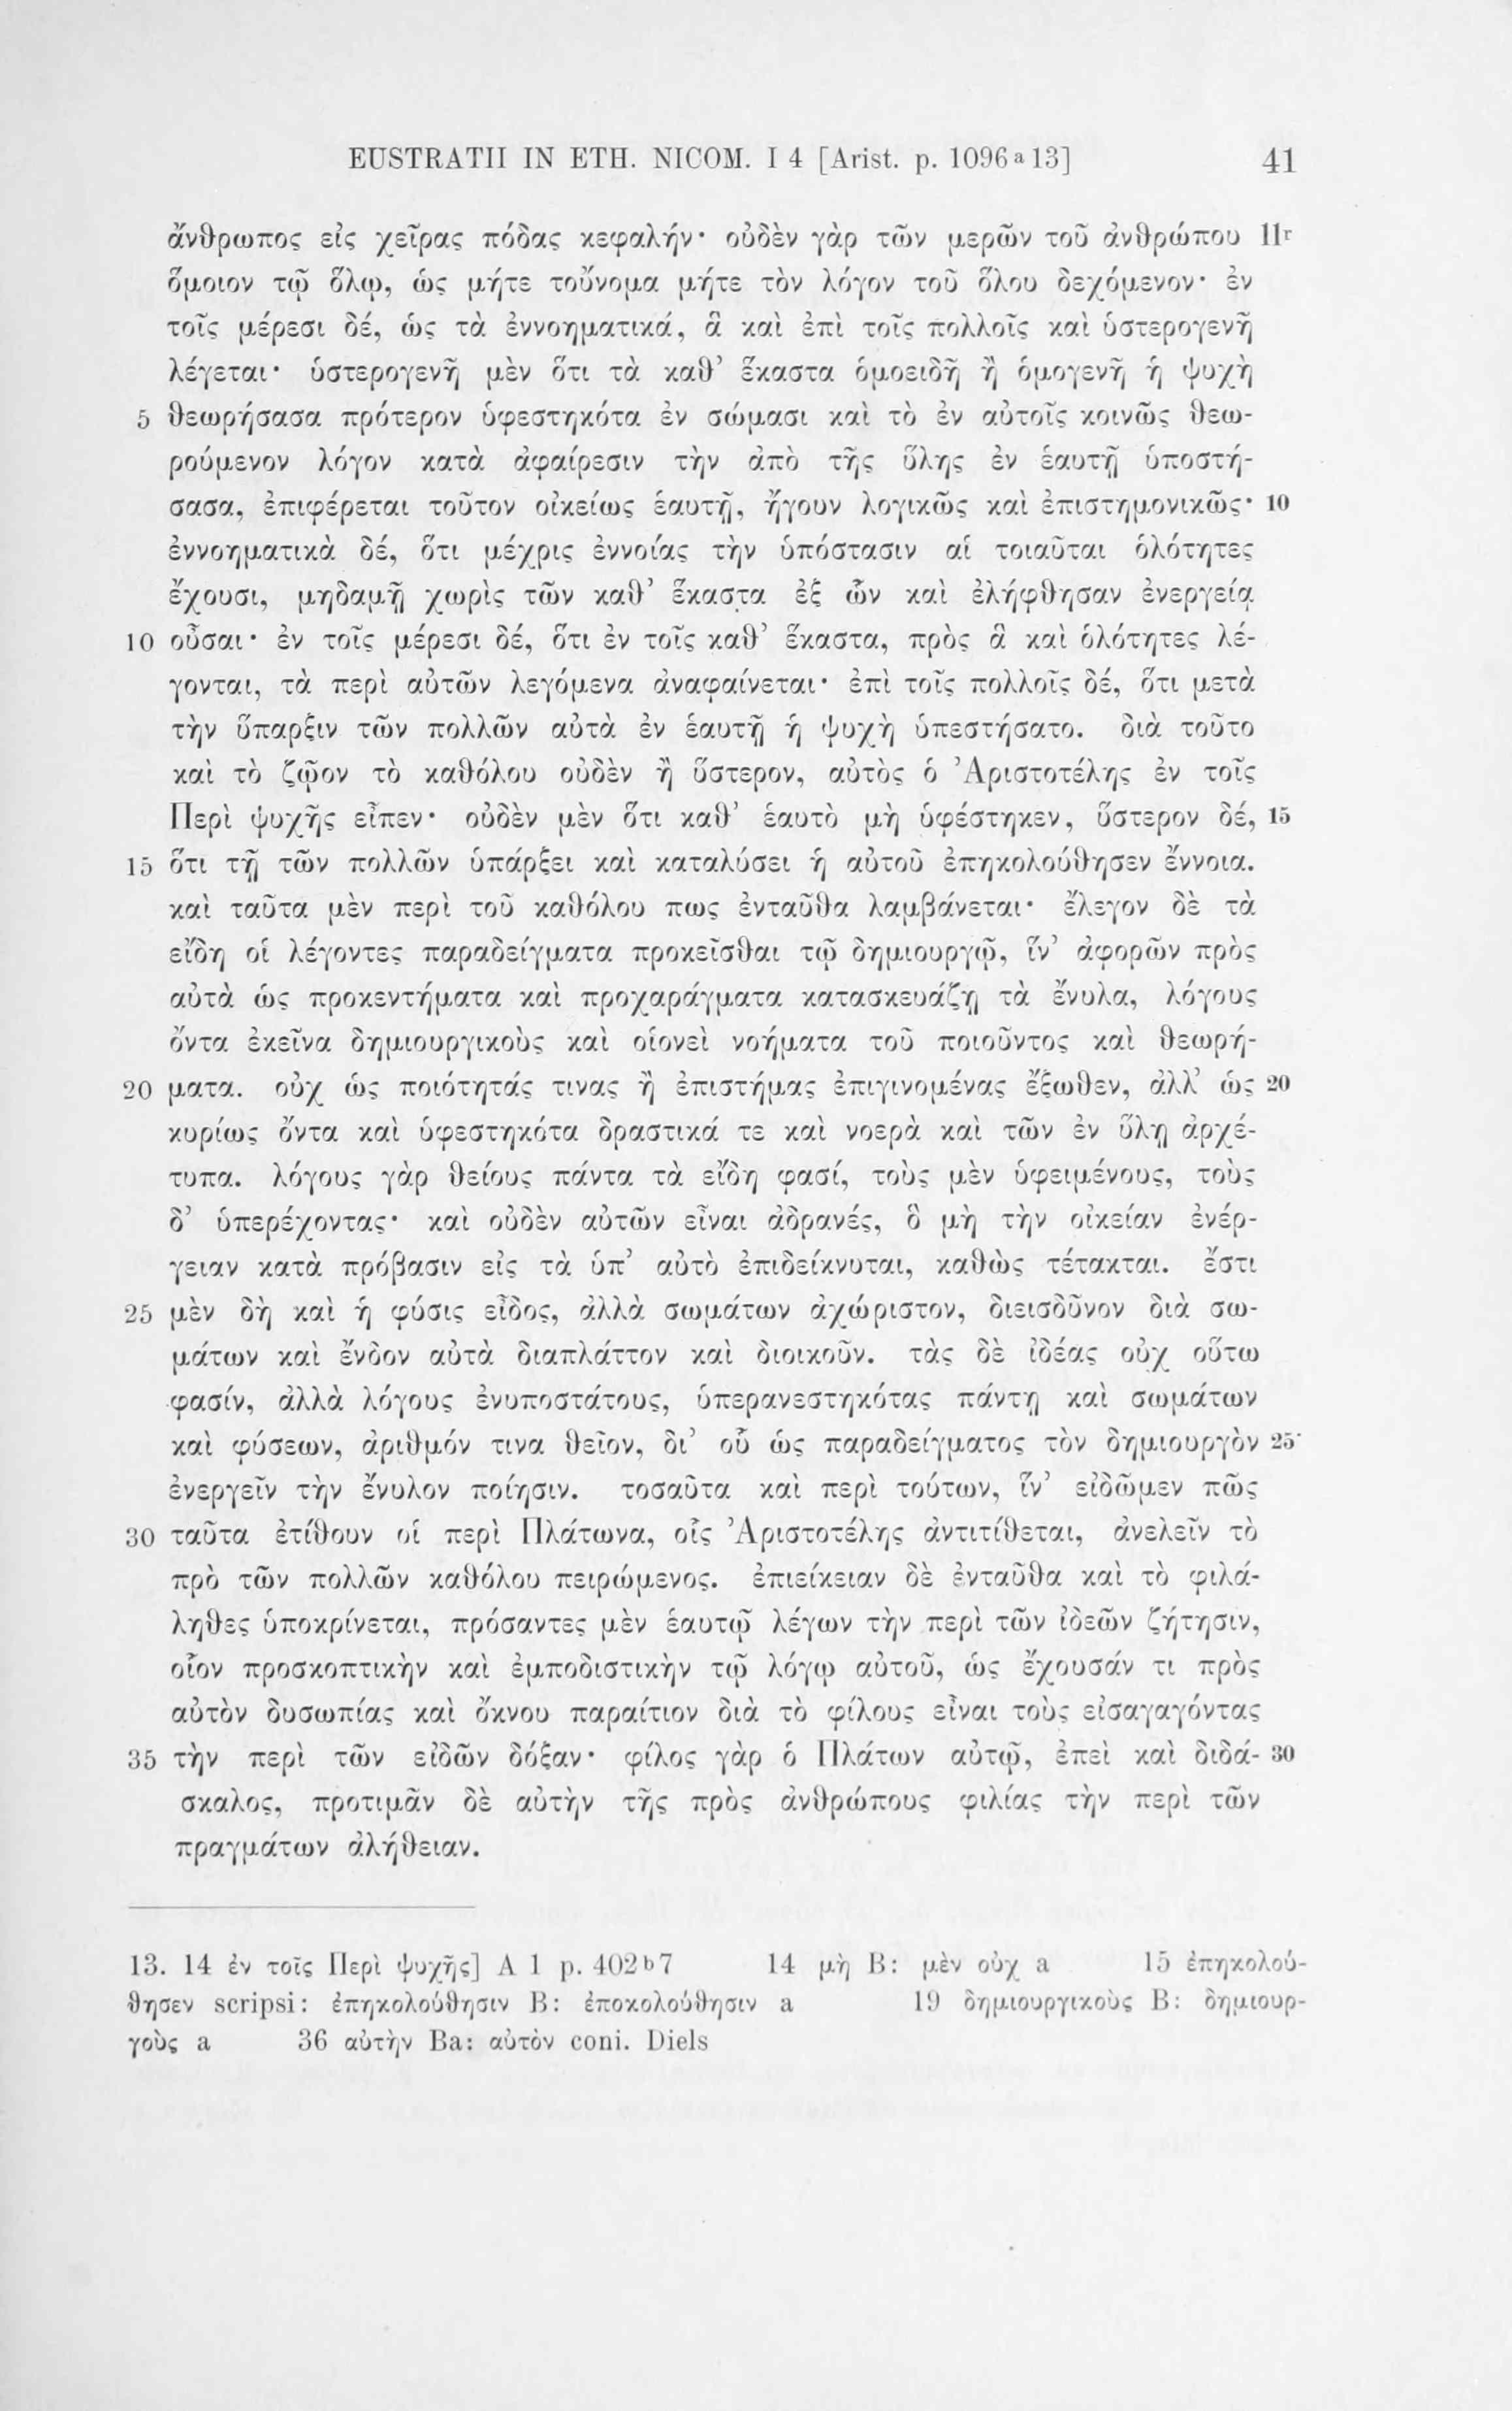 EUSTRATII IN ETH. NICOM. I 4 [Arist. p. 1096ᵃ13] 41
ἄνθρωπος εἰς χεῖρας πόδας κεφαλήν· οὐδὲν γὰρ τῶν μερῶν τοῦ ἀνθρώπου 11ʳ
ὅμοιον τῷ ὅλῳ, ὡς μήτε τοὔνομα μήτε τὸν λόγον τοῦ ὅλου δεχόμενον· ἐν
τοῖς μέρεσι δέ, ὡς τὰ ἐννοηματικά, ἃ καὶ ἐπὶ τοῖς πολλοῖς καὶ ὑστερογενῆ
λέγεται· ὑστερογενῆ μὲν ὅτι τὰ καθ’ ἕκαστα ὁμοειδῆ ἢ ὁμογενῆ ἡ ψυχὴ
5 θεωρήσασα πρότερον ὑφεστηκότα ἐν σώμασι καὶ τὸ ἐν αὐτοῖς κοινῶς θεω-
ρούμενον λόγον κατὰ ἀφαίρεσιν τὴν ἀπὸ τῆς ὕλης ἐν ἑαυτῇ ὑποστή-
σασα, ἐπιφέρεται τοῦτον οἰκείως ἑαυτῇ, ἤγουν λογικῶς καὶ ἐπιστημονικῶς· 10
ἐννοηματικὰ δέ, ὅτι μέχρις ἐννοίας τὴν ὑπόστασιν αἱ τοιαῦται ὁλότητες
ἔχουσι, μηδαμῇ χωρὶς τῶν καθ’ ἕκαστα ἐξ ὧν καὶ ἐλήφθησαν ἐνεργείᾳ
10 οὖσαι· ἐν τοῖς μέρεσι δέ, ὅτι ἐν τοῖς καθ’ ἕκαστα, πρὸς ἃ καὶ ὁλότητες λέ-
γονται, τὰ περὶ αὐτῶν λεγόμενα ἀναφαίνεται· ἐπὶ τοῖς πολλοῖς δέ, ὅτι μετὰ
τὴν ὕπαρξιν τῶν πολλῶν αὐτὰ ἐν ἑαυτῇ ἡ ψυχὴ ὑπεστήσατο. διὰ τοῦτο
καὶ τὸ ζῷον τὸ καθόλου οὐδὲν ἢ ὕστερον, αὐτὸς ὁ Ἀριστοτέλης ἐν τοῖς
Περὶ ψυχῆς εἶπεν· οὐδὲν μὲν ὅτι καθ’ ἑαυτὸ μὴ ὑφέστηκεν, ὕστερον δέ, 15
15 ὅτι τῇ τῶν πολλῶν ὑπάρξει καὶ καταλύσει ἡ αὐτοῦ ἐπηκολούθησεν ἔννοια.
καὶ ταῦτα μὲν περὶ τοῦ καθόλου πως ἐνταῦθα λαμβάνεται· ἔλεγον δὲ τὰ
εἴδη οἱ λέγοντες παραδείγματα προκεῖσθαι τῷ δημιουργῷ, ἵν’ ἀφορῶν πρὸς
αὐτὰ ὡς προκεντήματα καὶ προχαράγματα κατασκευάζῃ τὰ ἔνυλα, λόγους
ὄντα ἐκεῖνα δημιουργικοὺς καὶ οἱονεὶ νοήματα τοῦ ποιοῦντος καὶ θεωρή-
20 ματα. οὐχ ὡς ποιότητάς τινας ἢ ἐπιστήμας ἐπιγινομένας ἔξωθεν, ἀλλ’ ὡς 20
κυρίως ὄντα καὶ ὑφεστηκότα δραστικά τε καὶ νοερὰ καὶ τῶν ἐν ὕλῃ ἀρχέ-
τυπα. λόγους γὰρ θείους πάντα τὰ εἴδη φασί, τοὺς μὲν ὑφειμένους, τοὺς
δ’ ὑπερέχοντας· καὶ οὐδὲν αὐτῶν εἶναι ἀδρανές, ὃ μὴ τὴν οἰκείαν ἐνέρ-
γειαν κατὰ πρόβασιν εἰς τὰ ὑπ’ αὐτὸ ἐπιδείκνυται, καθὼς τέτακται. ἔστι
25 μὲν δὴ καὶ ἡ φύσις εἶδος, ἀλλὰ σωμάτων ἀχώριστον, διεισδῦνον διὰ σω-
μάτων καὶ ἔνδον αὐτὰ διαπλάττον καὶ διοικοῦν. τὰς δὲ ἰδέας οὐχ οὕτω
φασίν, ἀλλὰ λόγους ἐνυποστάτους, ὑπερανεστηκότας πάντῃ καὶ σωμάτων
καὶ φύσεων, ἀριθμόν τινα θεῖον, δι’ οὗ ὡς παραδείγματος τὸν δημιουργὸν 25
ἐνεργεῖν τὴν ἔνυλον ποίησιν. τοσαῦτα καὶ περὶ τούτων, ἵν’ εἰδῶμεν πῶς
30 ταῦτα ἐτίθουν οἱ περὶ Πλάτωνα, οἷς Ἀριστοτέλης ἀντιτίθεται, ἀνελεῖν τὸ
πρὸ τῶν πολλῶν καθόλου πειρώμενος. ἐπιείκειαν δὲ ἐνταῦθα καὶ τὸ φιλά-
ληθες ὑποκρίνεται, πρόσαντες μὲν ἑαυτῷ λέγων τὴν περὶ τῶν ἰδεῶν ζήτησιν,
οἷον προσκοπτικὴν καὶ ἐμποδιστικὴν τῷ λόγῳ αὐτοῦ, ὡς ἔχουσάν τι πρὸς
αὐτὸν δυσωπίας καὶ ὄκνου παραίτιον διὰ τὸ φίλους εἶναι τοὺς εἰσαγαγόντας
35 τὴν περὶ τῶν εἰδῶν δόξαν· φίλος γὰρ ὁ Πλάτων αὐτῷ, ἐπεὶ καὶ διδά- 30
σκαλος, προτιμᾶν δὲ αὐτὴν τῆς πρὸς ἀνθρώπους φιλίας τὴν περὶ τῶν
πραγμάτων ἀλήθειαν.
13. 14 ἐν τοῖς Περὶ ψυχῆς] A 1 p. 402ᵇ7 14 μὴ B: μὲν οὐχ a 15 ἐπηκολού-
θησεν scripsi: ἐπηκολούθησιν B: ἐποκολούθησιν a 19 δημιουργικοὺς B: δημιουρ-
γοὺς a 36 αὐτὴν Ba: αὐτὸν coni. Diels